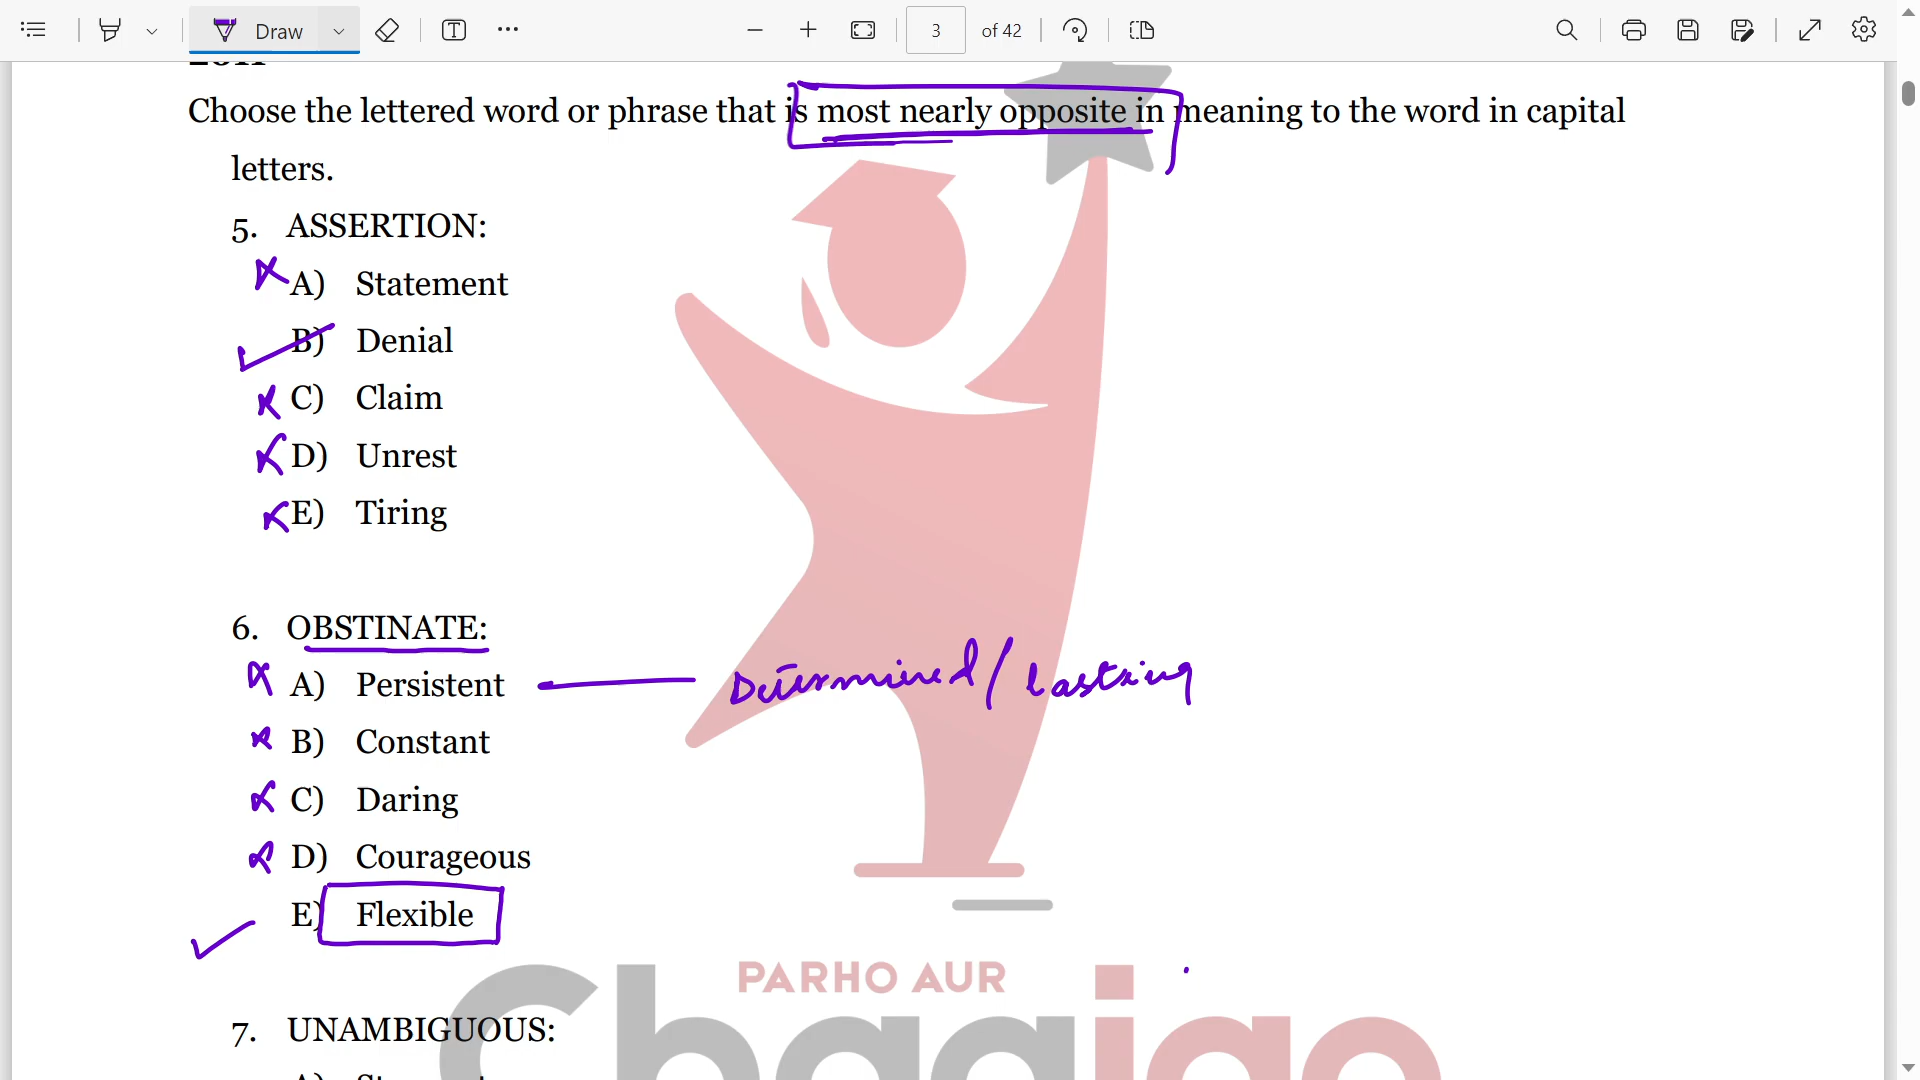 Draw
3 of 42
Choose the lettered word or phrase that is most nearly opposite in meaning to the word in capital
letters.
5. ASSERTION:
A) Statement
B) Denial
C) Claim
D) Unrest
E) Tiring
6. OBSTINATE:
A) Persistent Determined/lasting
B) Constant
C) Daring
D) Courageous
E) Flexible
PARHO AUR
7. UNAMBIGUOUS: